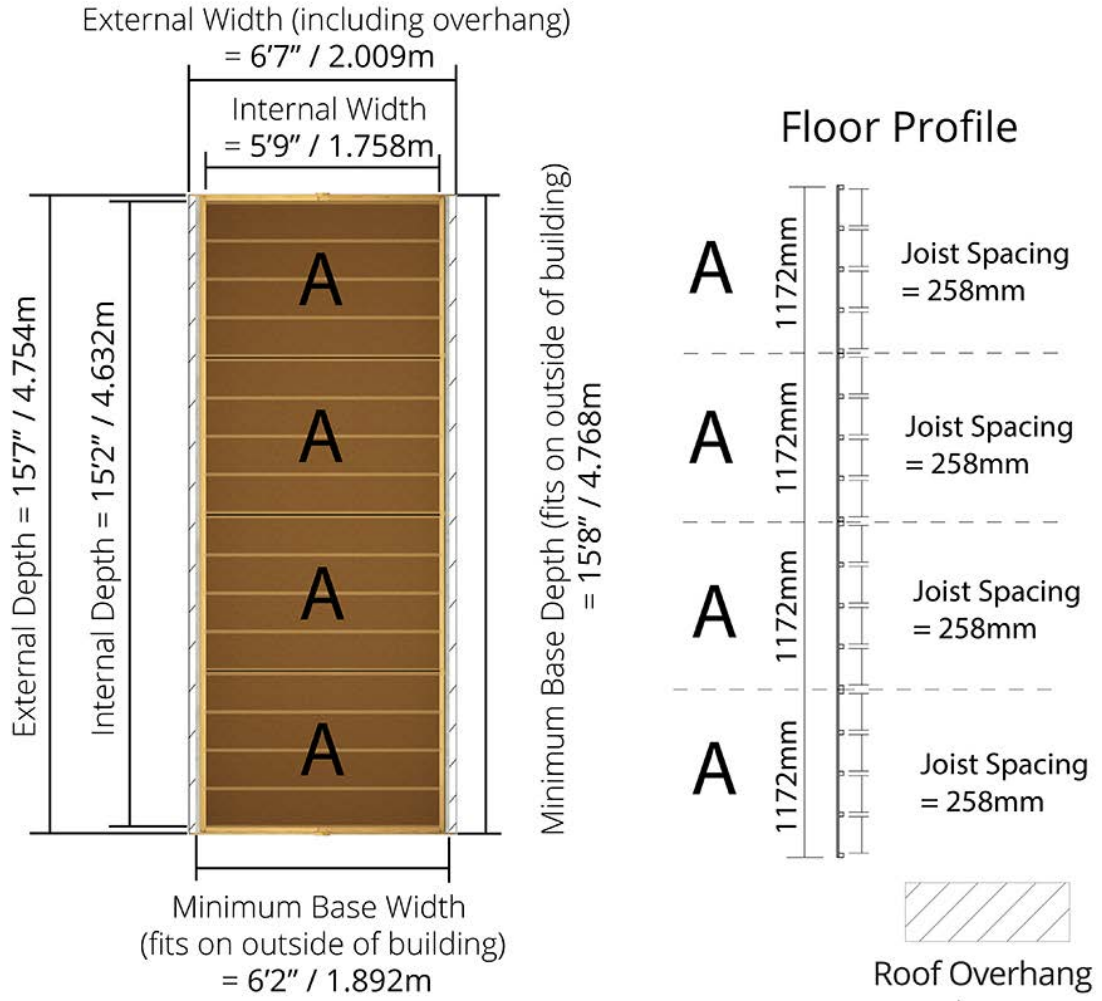 External Width (including overhang)
= 6’7” / 2.009m
Internal Width
= 5’9” / 1.758m
External Depth = 15’7” / 4.754m
Internal Depth = 15’2” / 4.632m
A
A
A
A
Minimum Base Depth (fits on outside of building)
= 15’8” / 4.768m
Minimum Base Width
(fits on outside of building)
= 6’2” / 1.892m
Floor Profile
A
1172mm
Joist Spacing
= 258mm
A
1172mm
Joist Spacing
= 258mm
A
1172mm
Joist Spacing
= 258mm
A
1172mm
Joist Spacing
= 258mm
Roof Overhang